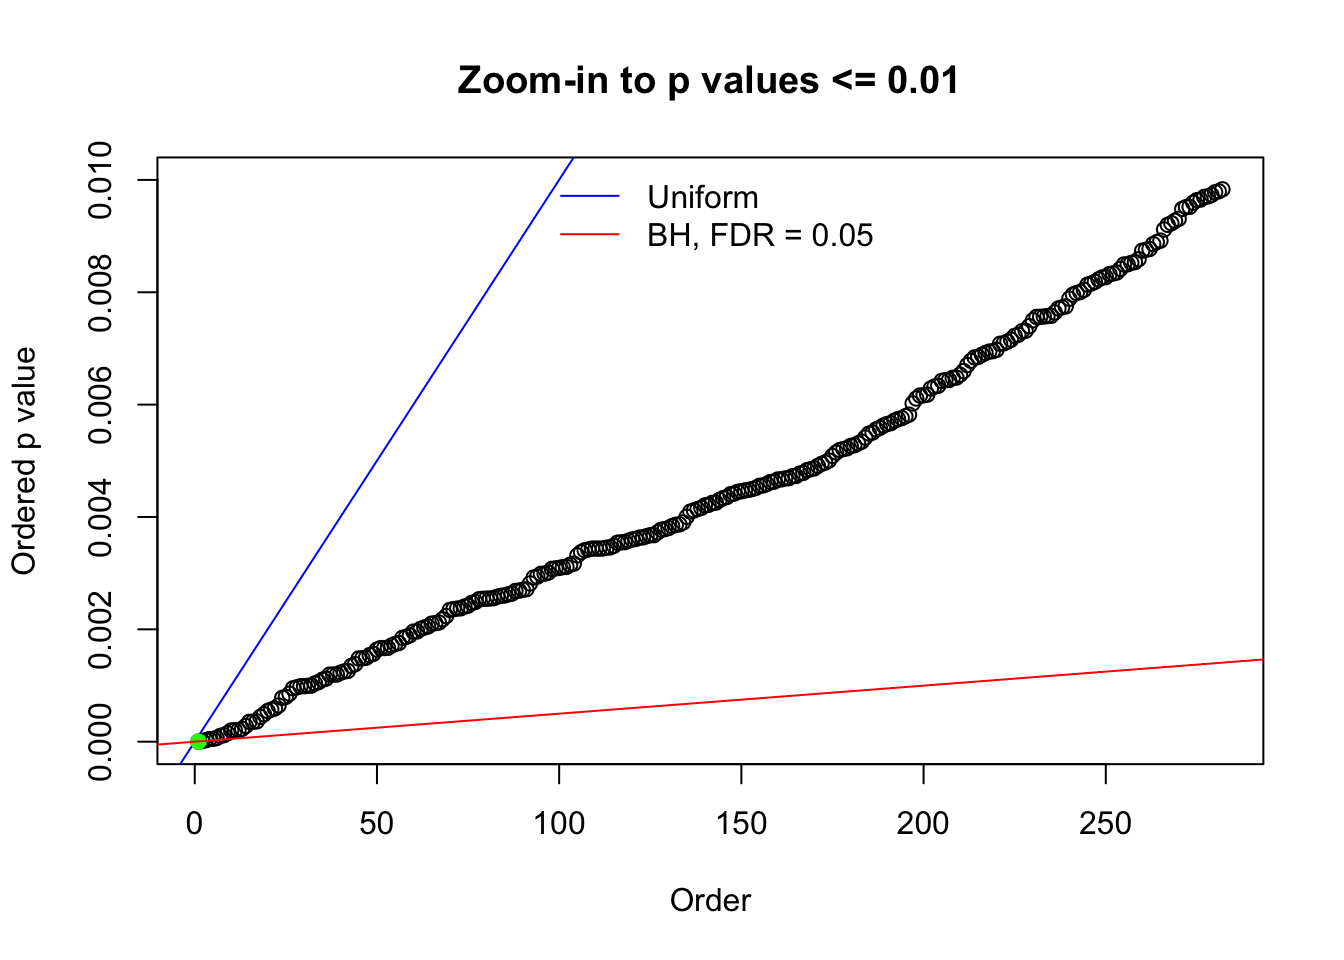 Zoom-in to p values <= 0.01
Uniform
BH, FDR = 0.05
Ordered p value
0.010
0.008
0.006
0.004
0.002
0.000
0 50 100 150 200 250
Order